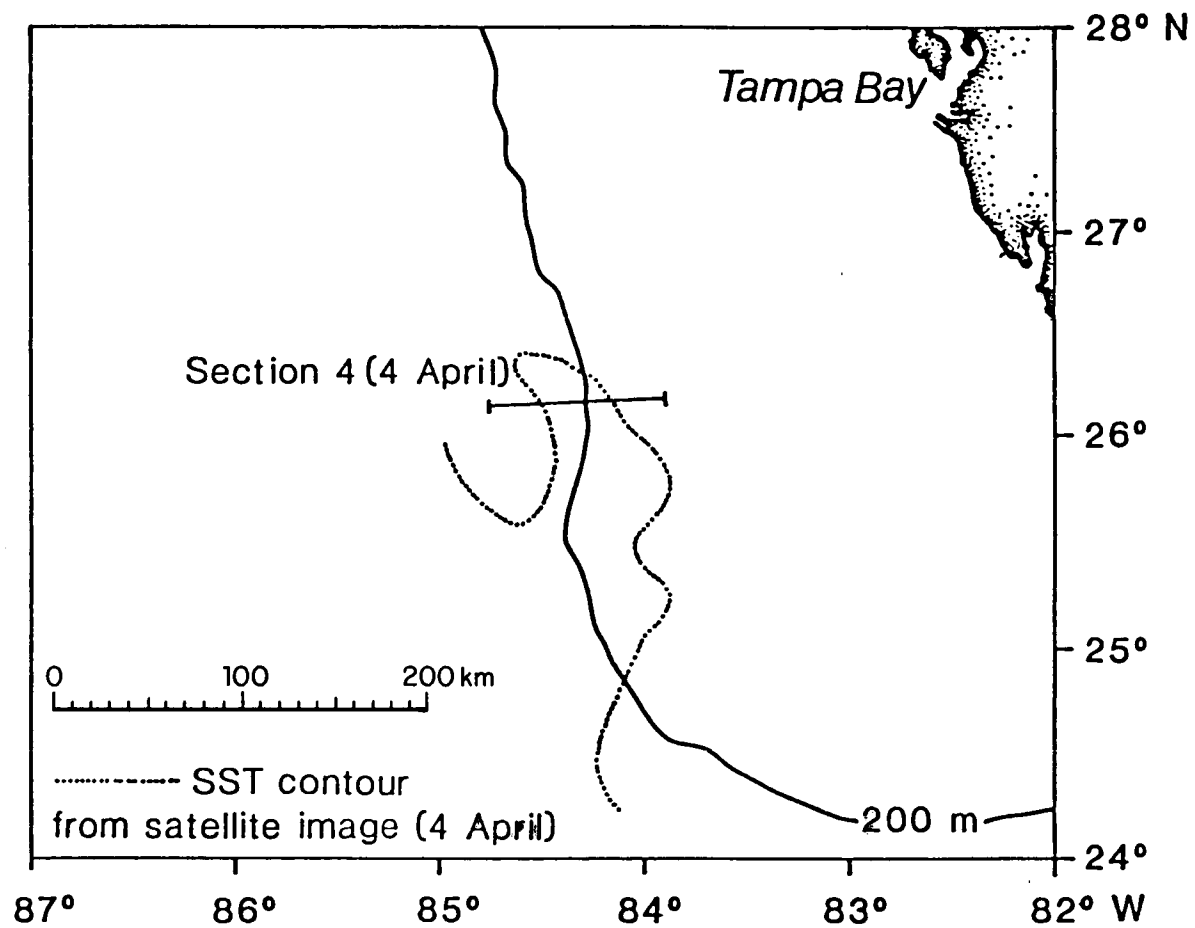 28° N
Tampa Bay
27°
Section 4 (4 April)
26°
25°
0 100 200 km
SST contour
from satellite image (4 April)
200 m
24°
87° 86° 85° 84° 83° 82° W